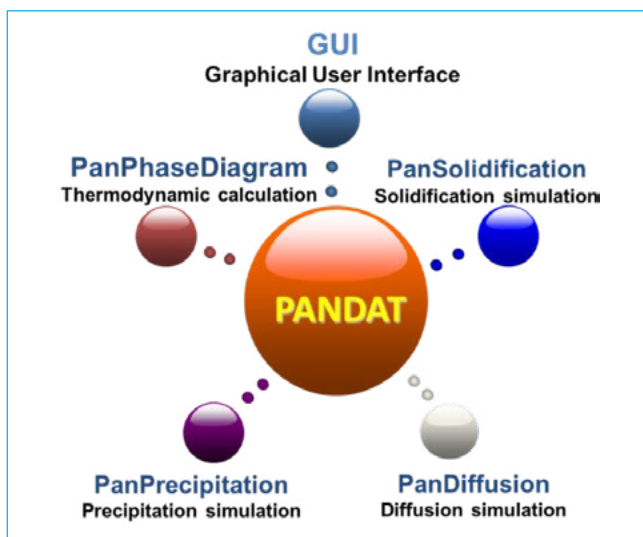 GUI
Graphical User Interface
PanPhaseDiagram
Thermodynamic calculation
PanSolidification
Solidification simulation
PANDAT
PanPrecipitation
Precipitation simulation
PanDiffusion
Diffusion simulation